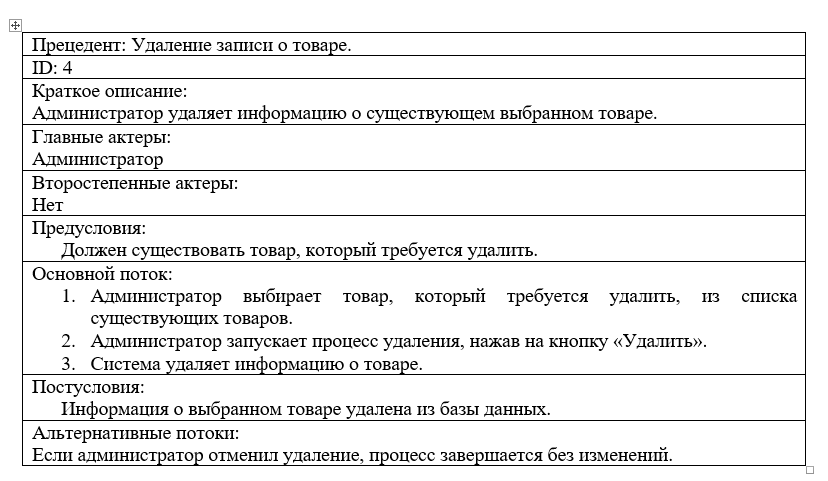 Прецедент: Удаление записи о товаре.
ID: 4
Краткое описание:
Администратор удаляет информацию о существующем выбранном товаре.
Главные актеры:
Администратор
Второстепенные актеры:
Нет
Предусловия:
Должен существовать товар, который требуется удалить.
Основной поток:
1. Администратор выбирает товар, который требуется удалить, из списка
существующих товаров.
2. Администратор запускает процесс удаления, нажав на кнопку «Удалить».
3. Система удаляет информацию о товаре.
Постусловия:
Информация о выбранном товаре удалена из базы данных.
Альтернативные потоки:
Если администратор отменил удаление, процесс завершается без изменений.